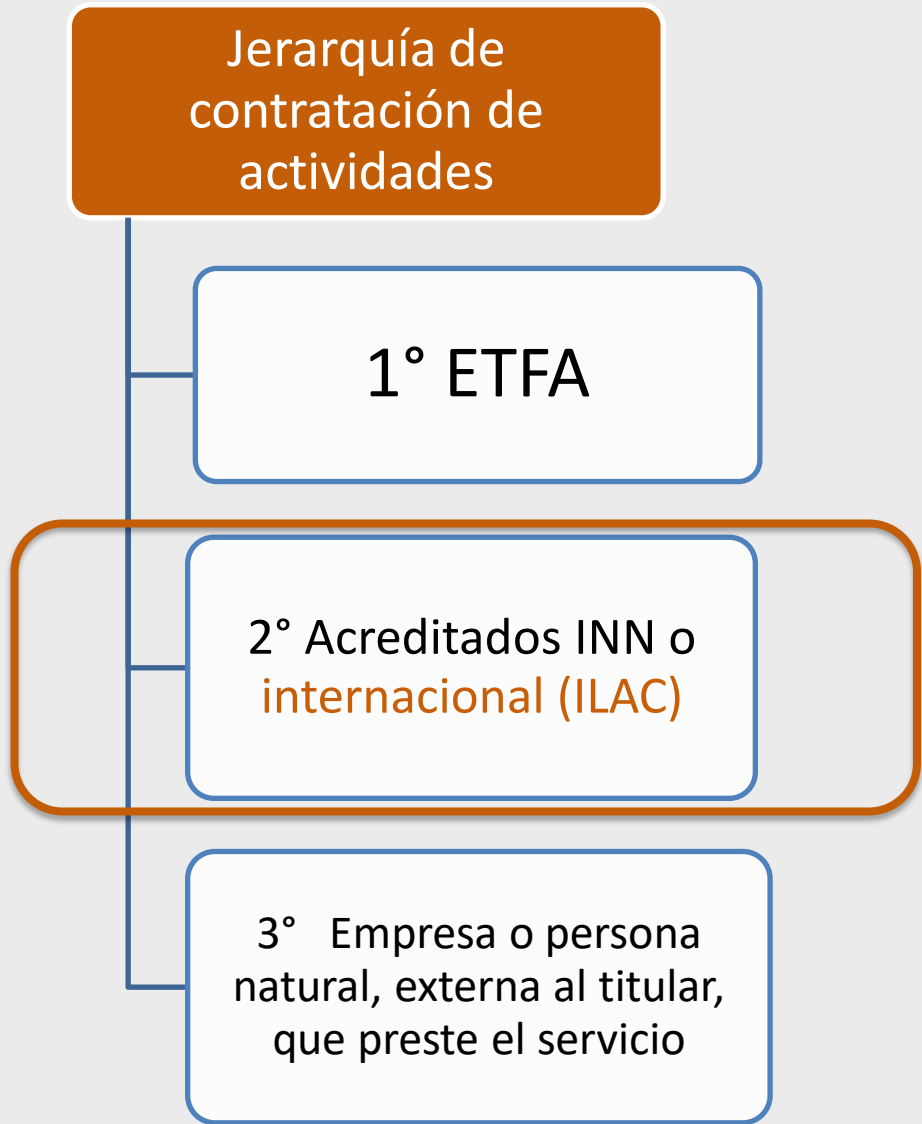 Jerarquía de
contratación de
actividades
1° ETFA
2° Acreditados INN o
internacional (ILAC)
3° Empresa o persona
natural, externa al titular,
que preste el servicio